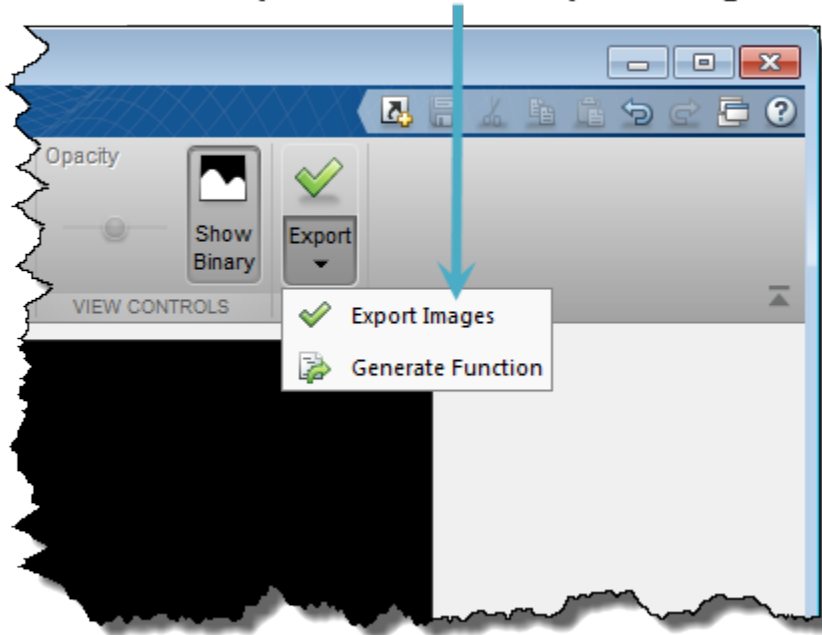 Opacity
Show
Binary
Export
VIEW CONTROLS
Export Images
Generate Function